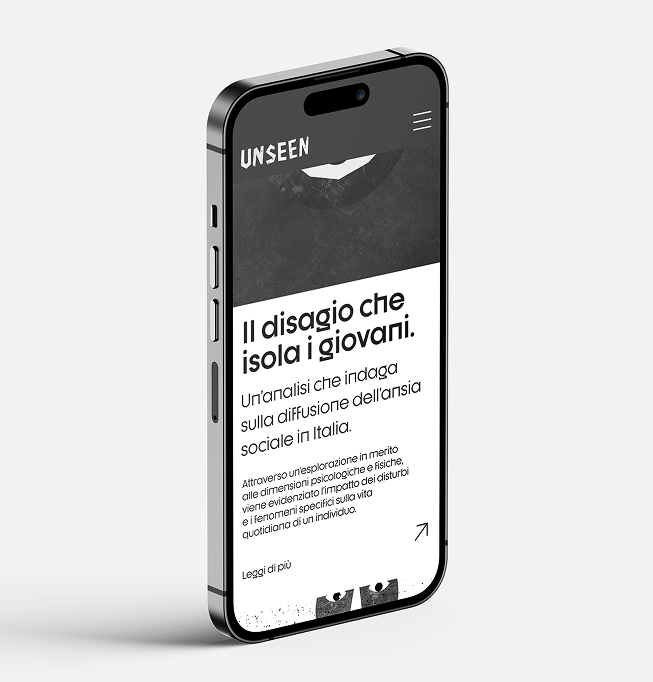 UNSEEN
Il disagio che
isola i giovani.
Un'analisi che indaga
sulla diffusione dell'ansia
sociale in Italia.
Attraverso un'esplorazione in merito
alle dimensioni psicologiche e fisiche,
viene evidenziato l'impatto dei disturbi
e i fenomeni specifici sulla vita
quotidiana di un individuo.
Leggi di più